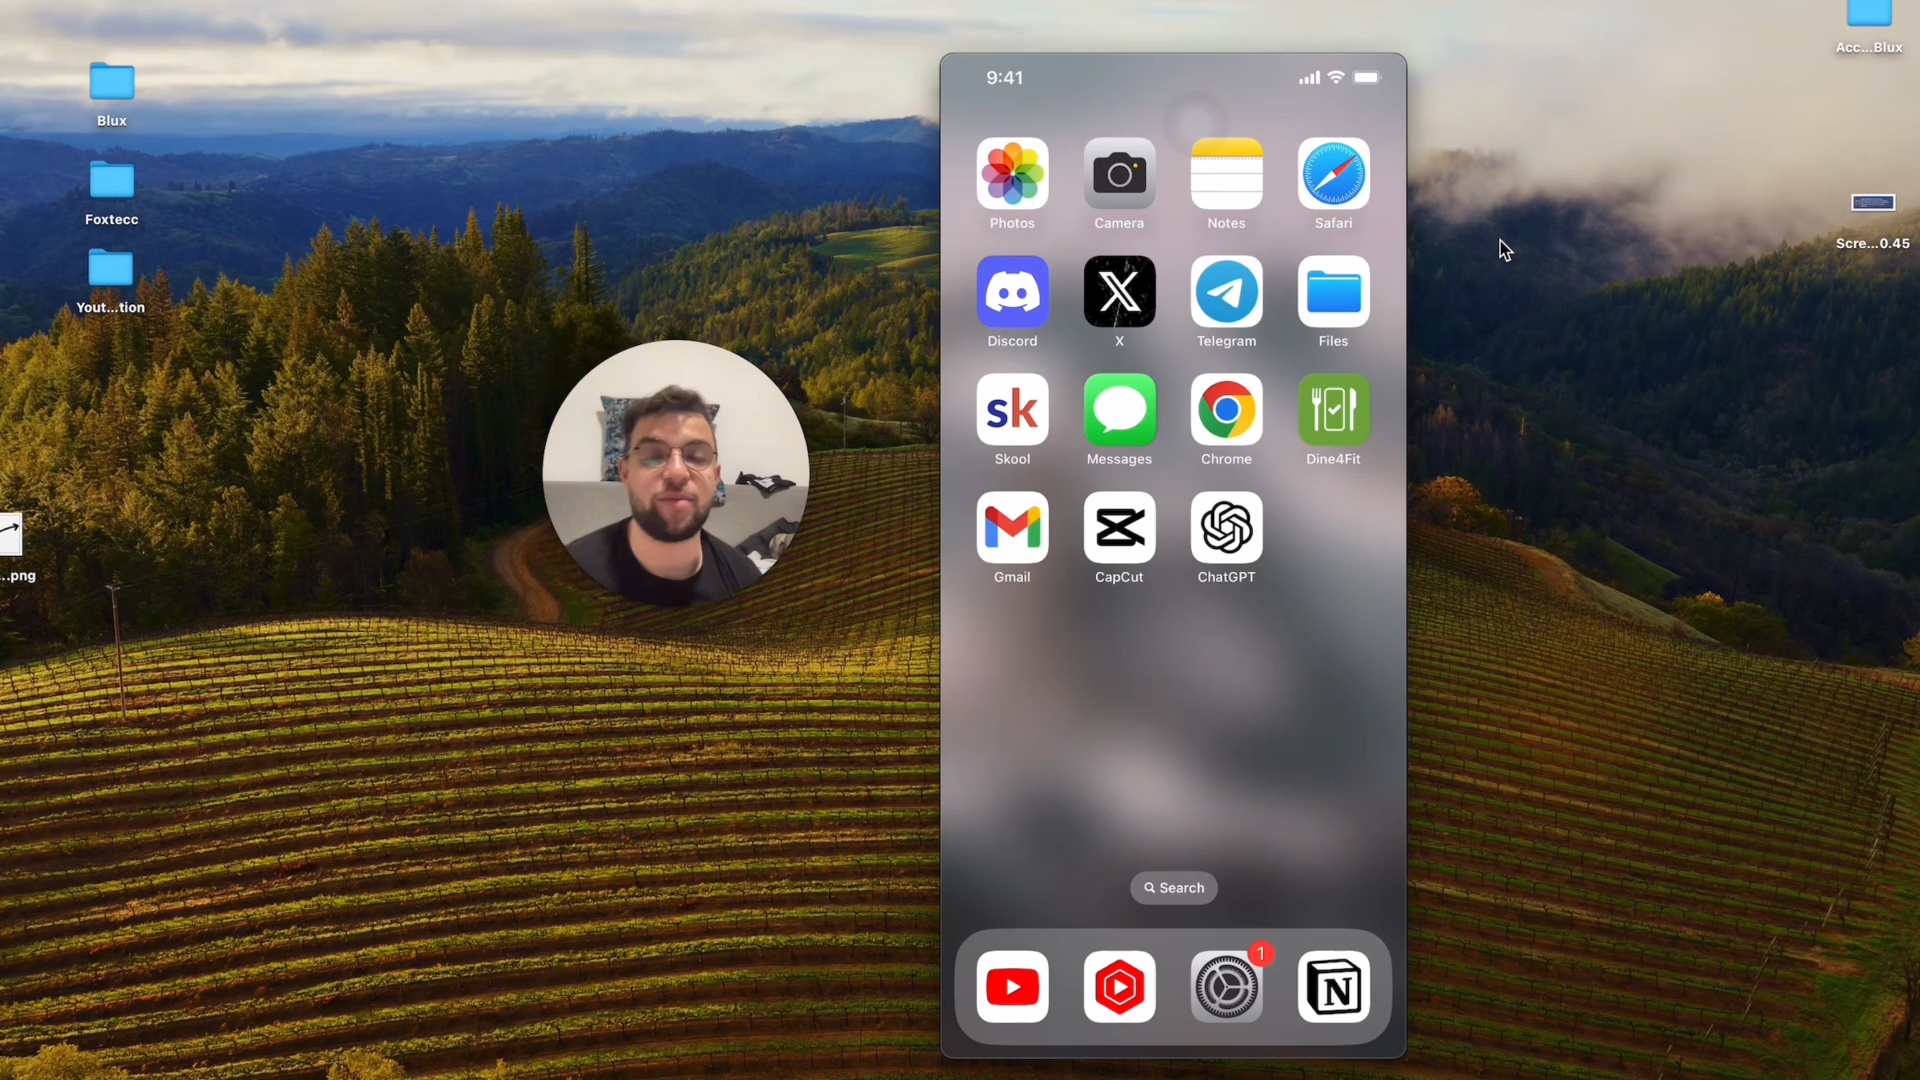 Acc...Blux
Blux
Foxtecc
Yout...tion
...png
Scre...0.45
9:41
Photos
Camera
Notes
Safari
Discord
X
Telegram
Files
sk
Skool
Messages
Chrome
Dine4Fit
Gmail
CapCut
ChatGPT
Search
1
N